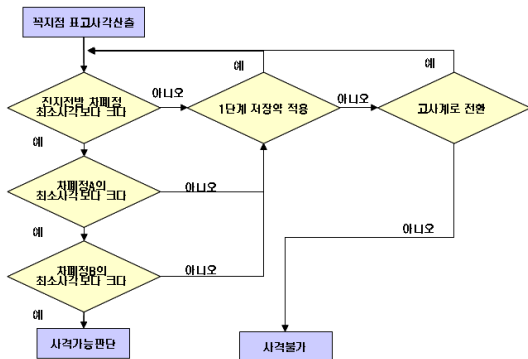 꼭지점 표고사각산출
예
예
진지전방 차폐정
최소사각보다 크다
아니오
1단계 저장약 적용
아니오
고사계로 전환
예
차폐정A의
최소사각보다 크다
아니오
예
아니오
차폐정B의
최소사각보다 크다
아니오
예
사격가능판단
사격불가